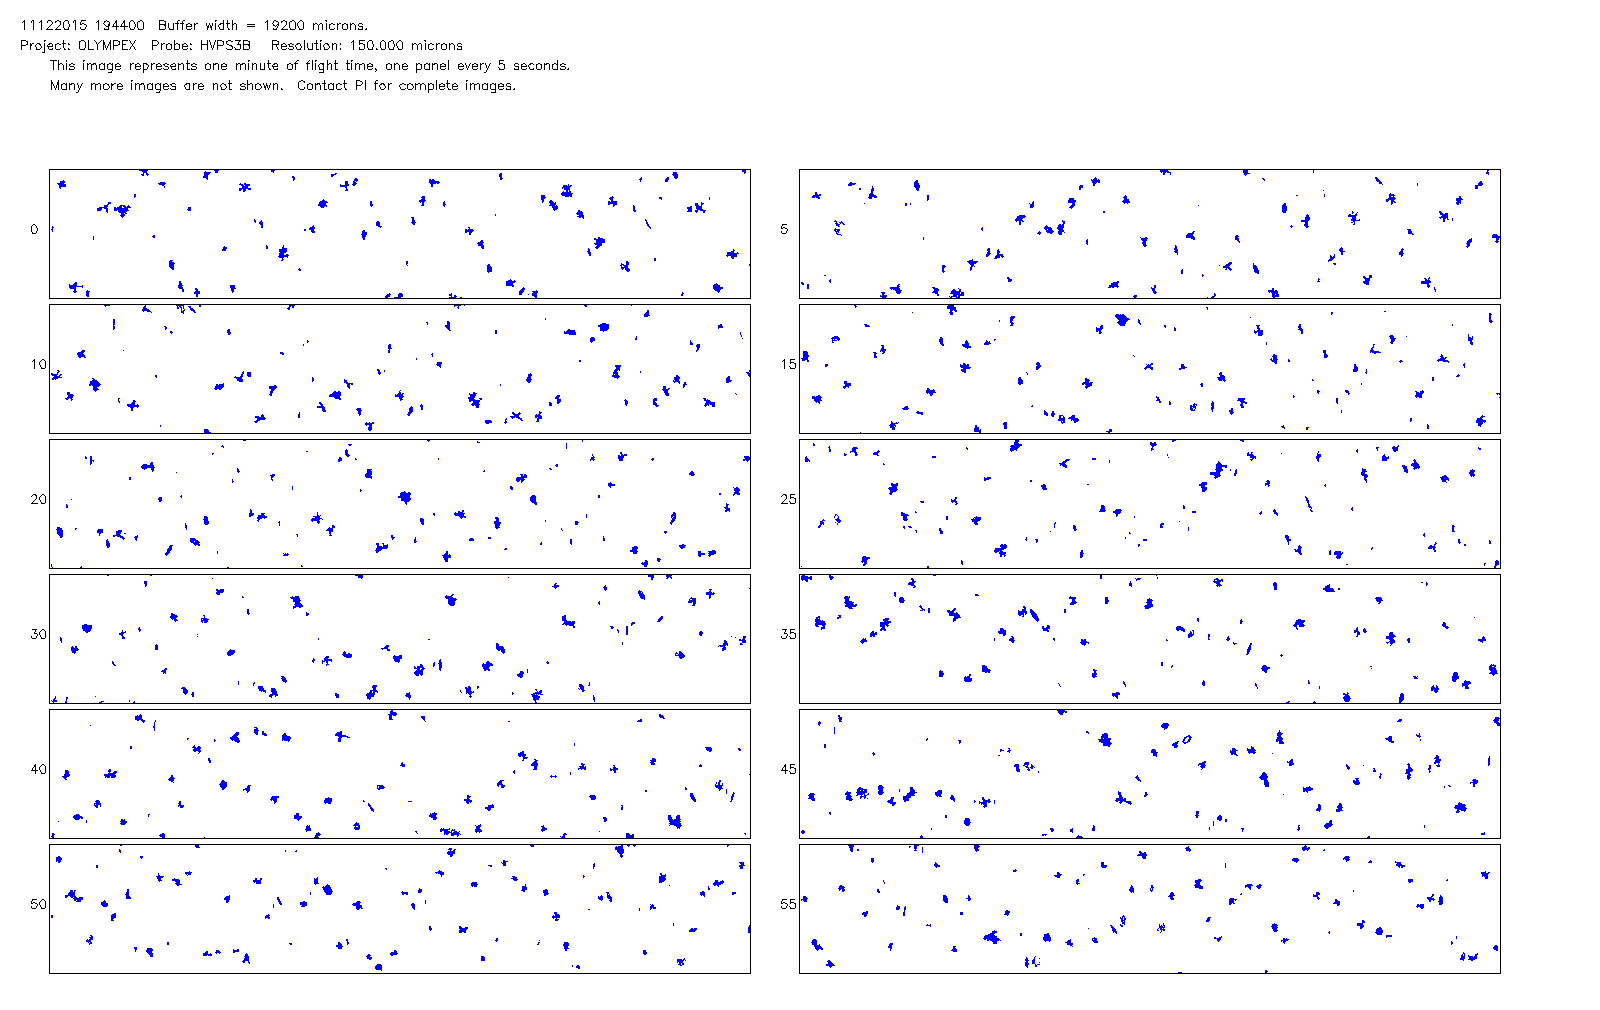 11122015 194400  Buffer width = 19200 microns.
Project: OLYMPEX  Probe: HVPS3B   Resolution: 150.000 microns
This image represents one minute of flight time, one panel every 5 seconds.
Many more images are not shown.  Contact PI for complete images.
0 5
10 15
20 25
30 35
40 45
50 55